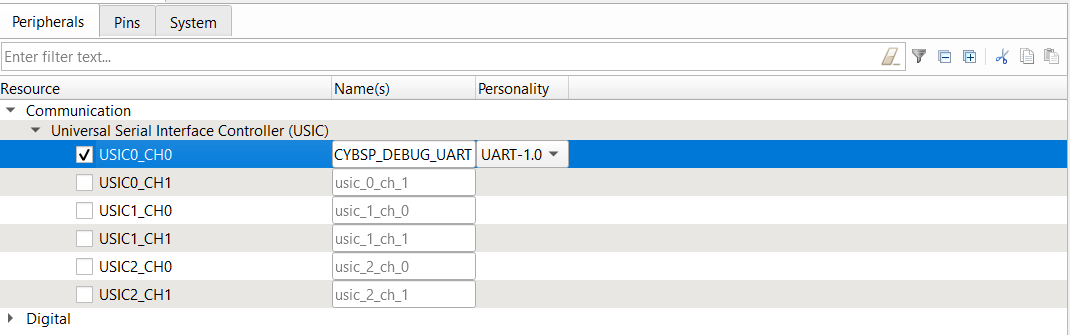 Peripherals Pins System
Enter filter text...
Resource Name(s) Personality
Communication
Universal Serial Interface Controller (USIC)
USIC0_CH0 CYBSP_DEBUG_UART UART-1.0
USIC0_CH1 usic_0_ch_1
USIC1_CH0 usic_1_ch_0
USIC1_CH1 usic_1_ch_1
USIC2_CH0 usic_2_ch_0
USIC2_CH1 usic_2_ch_1
Digital